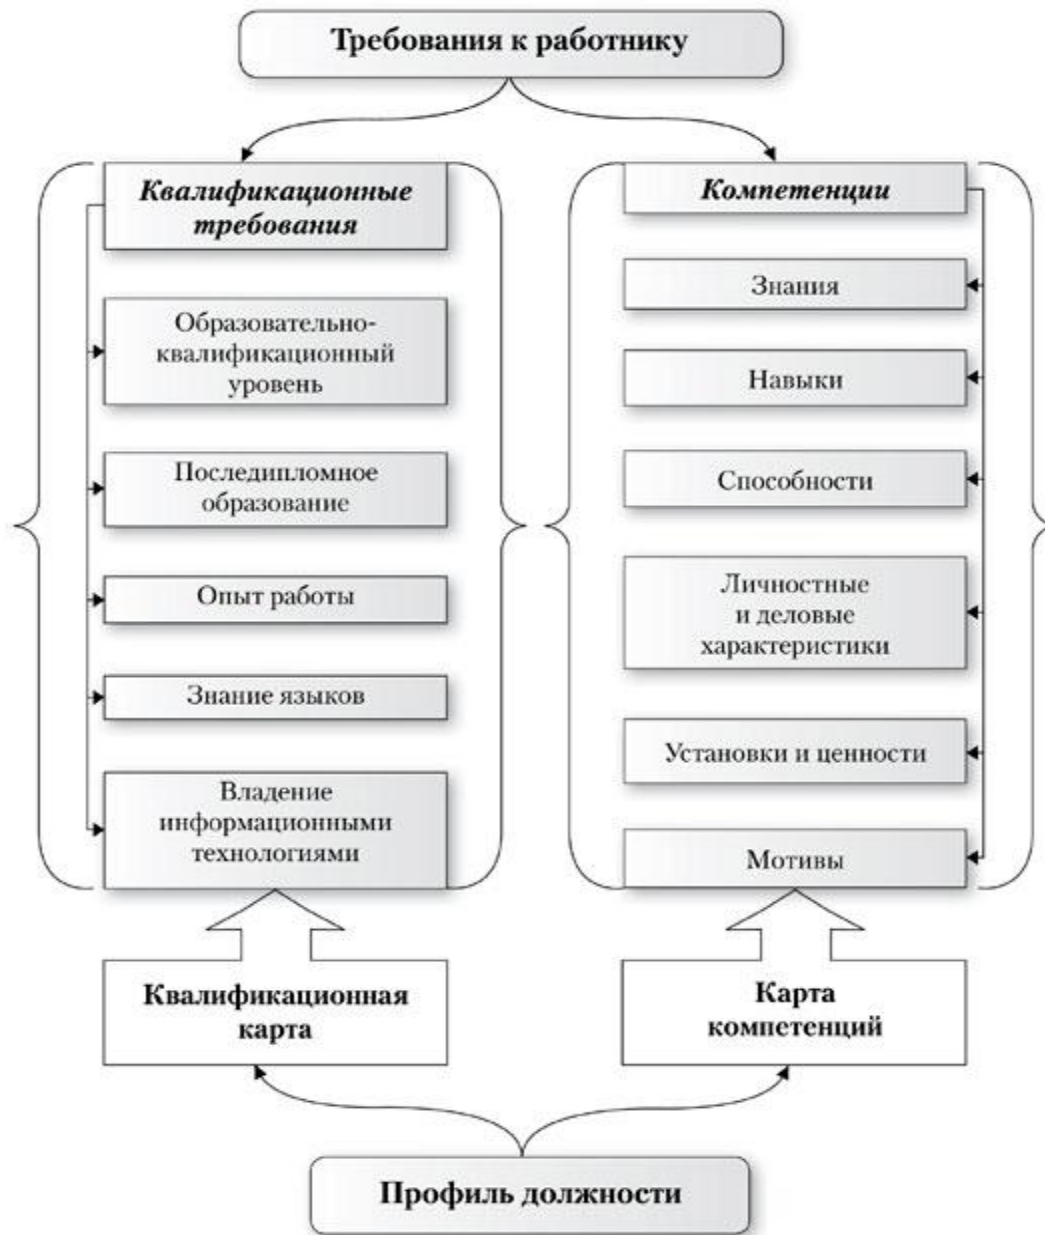 Требования к работнику
Квалификационные
требования
Образовательно-
квалификационный
уровень
Последипломное
образование
Опыт работы
Знание языков
Владение
информационными
технологиями
Квалификационная
карта
Компетенции
Знания
Навыки
Способности
Личностные
и деловые
характеристики
Установки и ценности
Мотивы
Карта
компетенций
Профиль должности